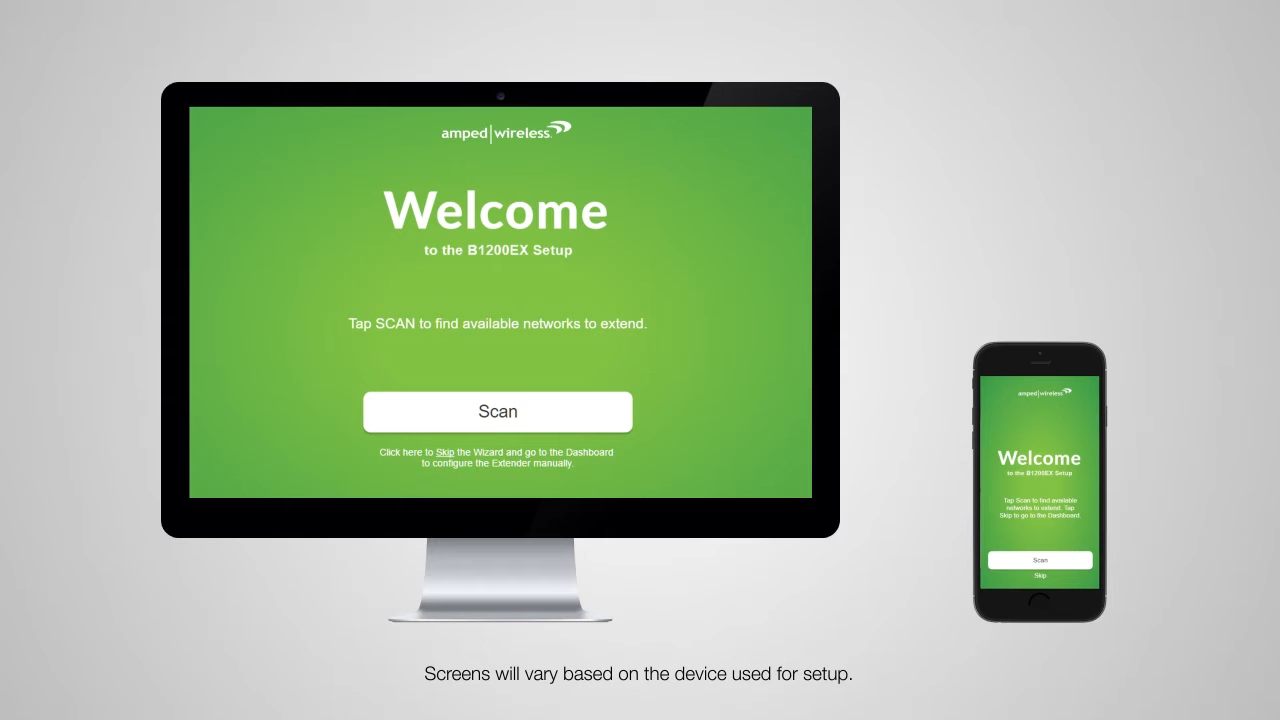 amped|wireless
Welcome
to the B1200EX Setup
Tap SCAN to find available networks to extend.
Scan
Click here to Skip the Wizard and go to the Dashboard
to configure the Extender manually.
amped|wireless
Welcome
to the B1200EX Setup
Tap Scan to find available
networks to extend. Tap
Skip to go to the Dashboard.
Scan
Skip
Screens will vary based on the device used for setup.